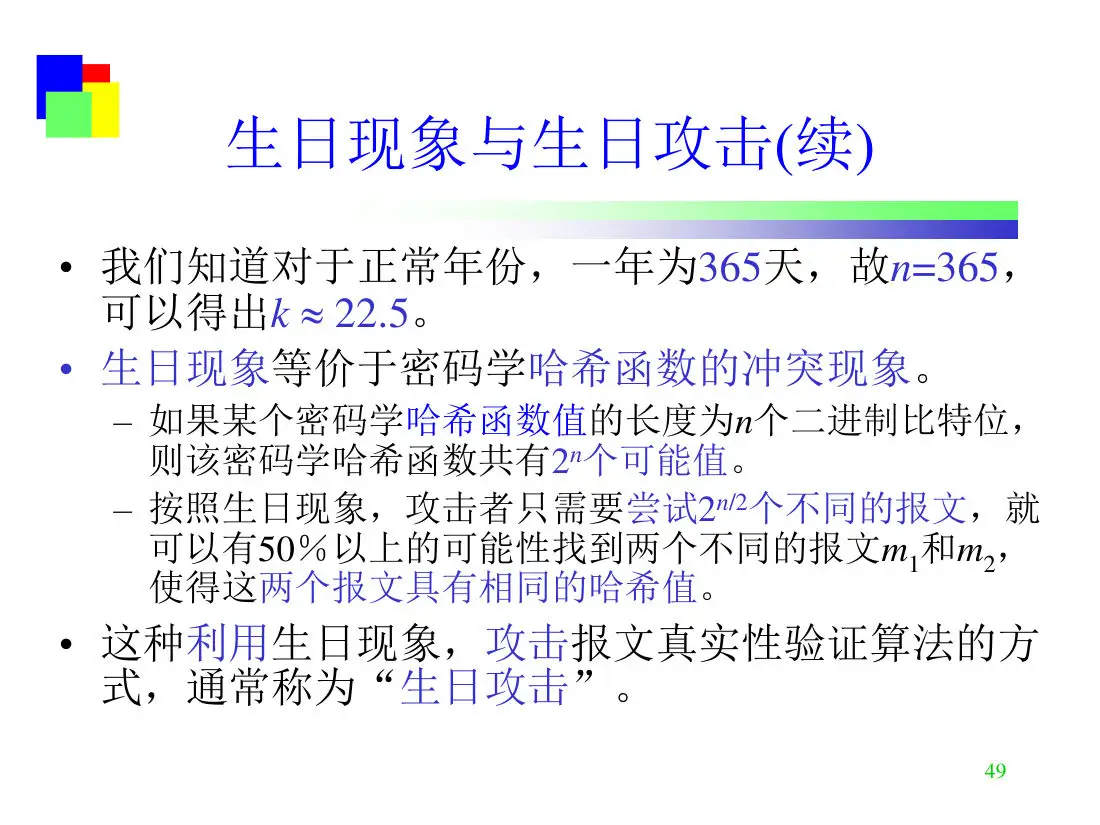 生日现象与生日攻击(续)
• 我们知道对于正常年份，一年为365天，故n=365，
可以得出k ≈ 22.5。
• 生日现象等价于密码学哈希函数的冲突现象。
– 如果某个密码学哈希函数值的长度为n个二进制比特位，
则该密码学哈希函数共有2ⁿ个可能值。
– 按照生日现象，攻击者只需要尝试2^{n/2}个不同的报文，就
可以有50％以上的可能性找到两个不同的报文m₁和m₂，
使得这两个报文具有相同的哈希值。
• 这种利用生日现象，攻击报文真实性验证算法的方
式，通常称为“生日攻击”。
49